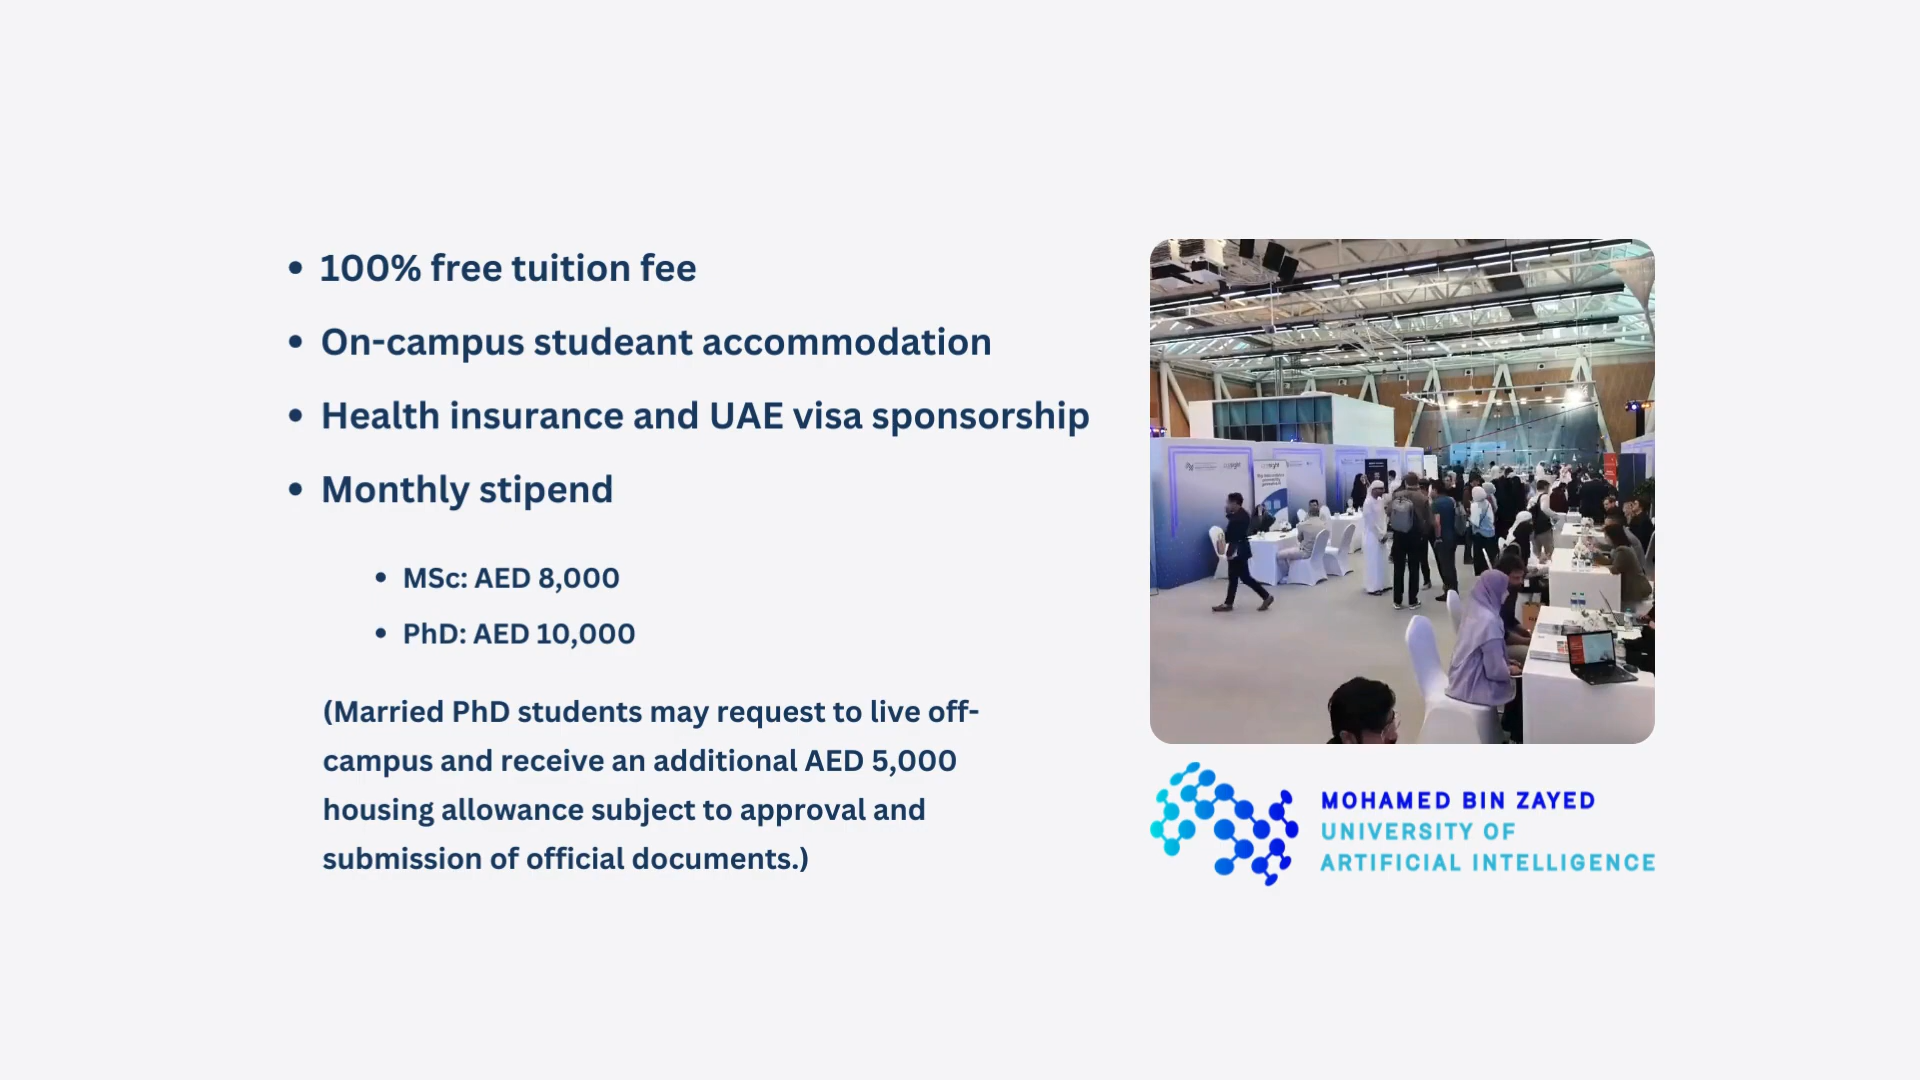 • 100% free tuition fee
• On-campus studeant accommodation
• Health insurance and UAE visa sponsorship
• Monthly stipend
• MSc: AED 8,000
• PhD: AED 10,000
(Married PhD students may request to live off-
campus and receive an additional AED 5,000
housing allowance subject to approval and
submission of official documents.)
MOHAMED BIN ZAYED
UNIVERSITY OF
ARTIFICIAL INTELLIGENCE